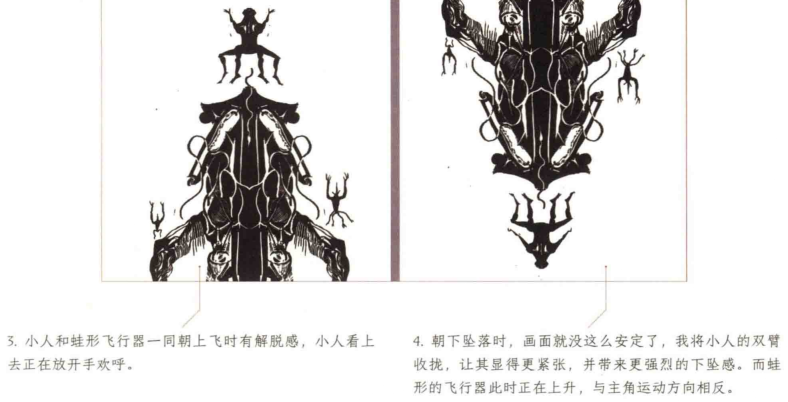 3. 小人和蛙形飞行器一同朝上飞时有解脱感，小人看上
去正在放开手欢呼。
4. 朝下坠落时，画面就没这么安定了，我将小人的双臂
收拢，让其显得更紧张，并带来更强烈的下坠感。而蛙
形的飞行器此时正在上升，与主角运动方向相反。